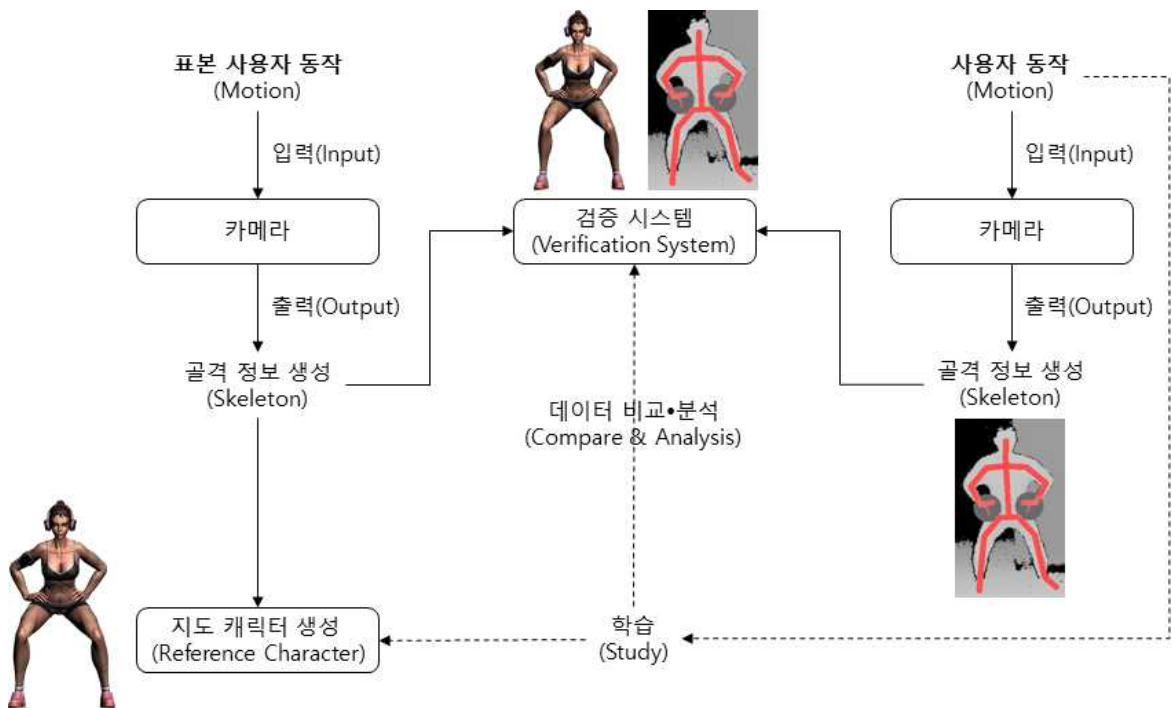 표본 사용자 동작
(Motion)
입력(Input)
카메라
출력(Output)
골격 정보 생성
(Skeleton)
지도 캐릭터 생성
(Reference Character)
검증 시스템
(Verification System)
데이터 비교•분석
(Compare & Analysis)
학습
(Study)
사용자 동작
(Motion)
입력(Input)
카메라
출력(Output)
골격 정보 생성
(Skeleton)